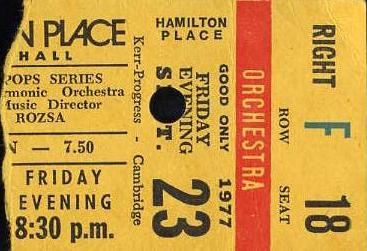 N PLACE
HALL
POPS SERIES
rmonic Orchestra
Music Director
ROZSA
N — 7.50
FRIDAY
EVENING
8:30 p.m.
HAMILTON
PLACE
GOOD ONLY 1977
FRIDAY
EVENING
23
Kerr-Progress - Cambridge
ORCHESTRA
RIGHT F 18
ROW SEAT